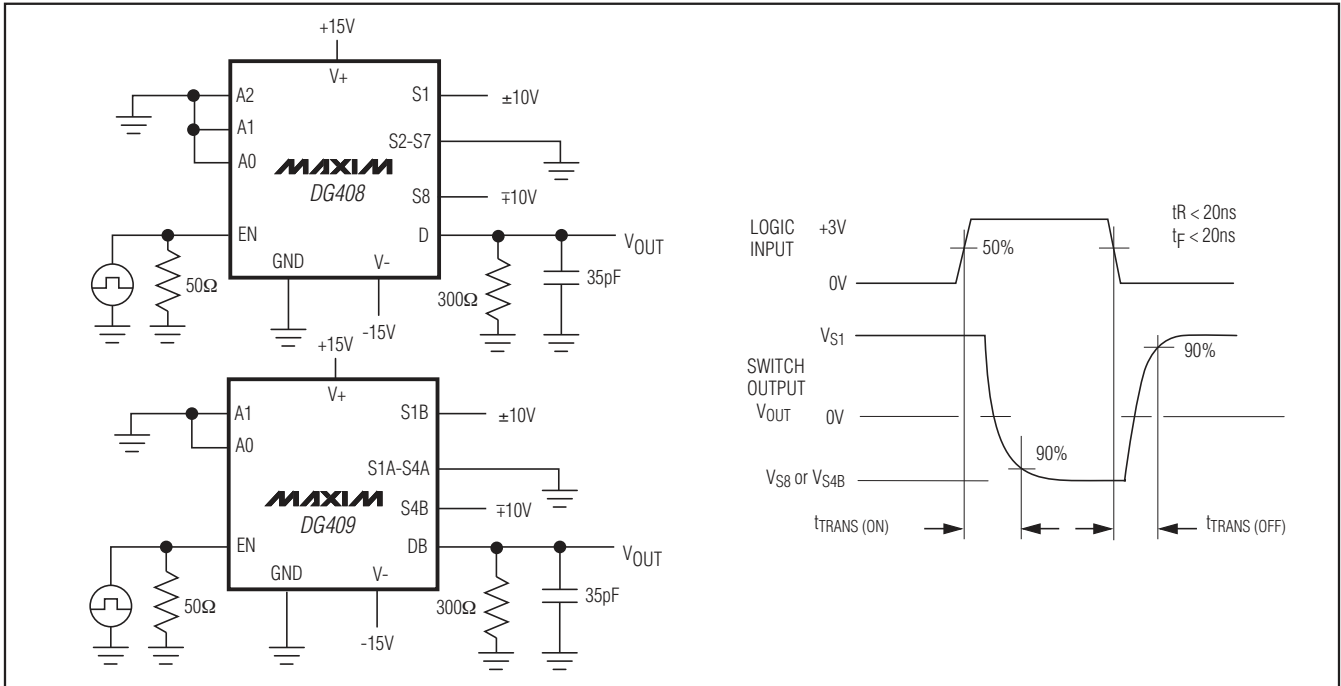 +15V
V+
A2
S1
±10V
A1
S2-S7
A0
MAXIM
DG408
S8
∓10V
EN
D
VOUT
GND
V-
50Ω
300Ω
35pF
-15V
+15V
V+
A1
S1B
±10V
A0
S1A-S4A
MAXIM
DG409
S4B
∓10V
EN
DB
VOUT
GND
V-
50Ω
300Ω
35pF
-15V
LOGIC
INPUT
+3V
50%
tR < 20ns
tF < 20ns
0V
VS1
90%
SWITCH
OUTPUT
VOUT
0V
90%
VS8 or VS4B
tTRANS (ON)
tTRANS (OFF)